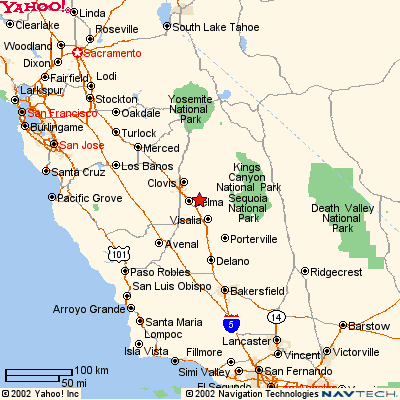 YAHOO!
Linda
Clearlake
Roseville
South Lake Tahoe
Woodland
Sacramento
Dixon
Fairfield
Lodi
Larkspur
Stockton
Yosemite
National
Park
Oakdale
San Francisco
Burlingame
Turlock
San Jose
Merced
Los Banos
Santa Cruz
Clovis
Kings
Canyon
National Park
Sequoia
National
Park
Pacific Grove
Selma
Visalia
Death Valley
National
Park
Porterville
Avenal
101
Delano
Paso Robles
Ridgecrest
San Luis Obispo
Bakersfield
Arroyo Grande
Santa Maria
5
14
Barstow
Lompoc
Lancaster
Isla Vista
Fillmore
Vincent
Victorville
100 km
Simi Valley
San Fernando
50 mi
El Segundo
©2002 Yahoo! Inc
© 2002 Navigation Technologies
NAVTECH